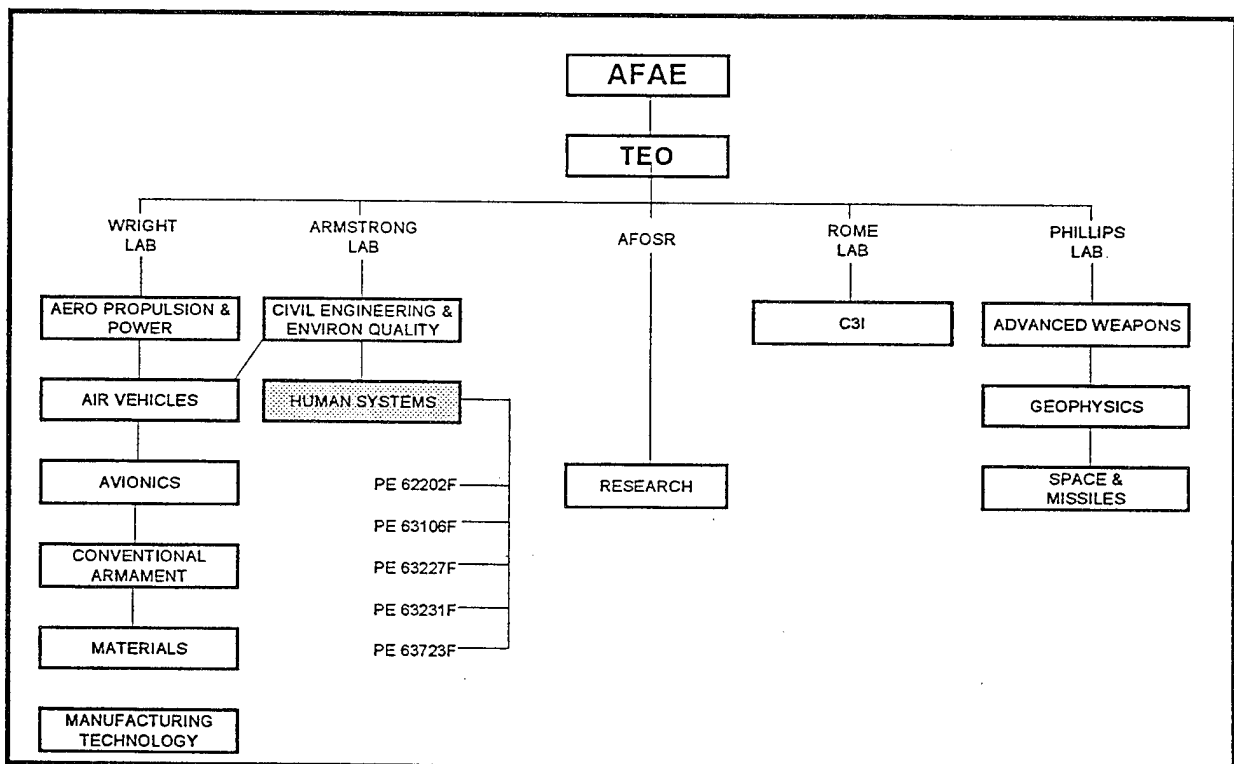 AFAE
TEO
WRIGHT
LAB
AERO PROPULSION &
POWER
AIR VEHICLES
AVIONICS
CONVENTIONAL
ARMAMENT
MATERIALS
MANUFACTURING
TECHNOLOGY
ARMSTRONG
LAB
CIVIL ENGINEERING &
ENVIRON QUALITY
HUMAN SYSTEMS
PE 62202F
PE 63106F
PE 63227F
PE 63231F
PE 63723F
AFOSR
RESEARCH
ROME
LAB
C3I
PHILLIPS
LAB
ADVANCED WEAPONS
GEOPHYSICS
SPACE &
MISSILES